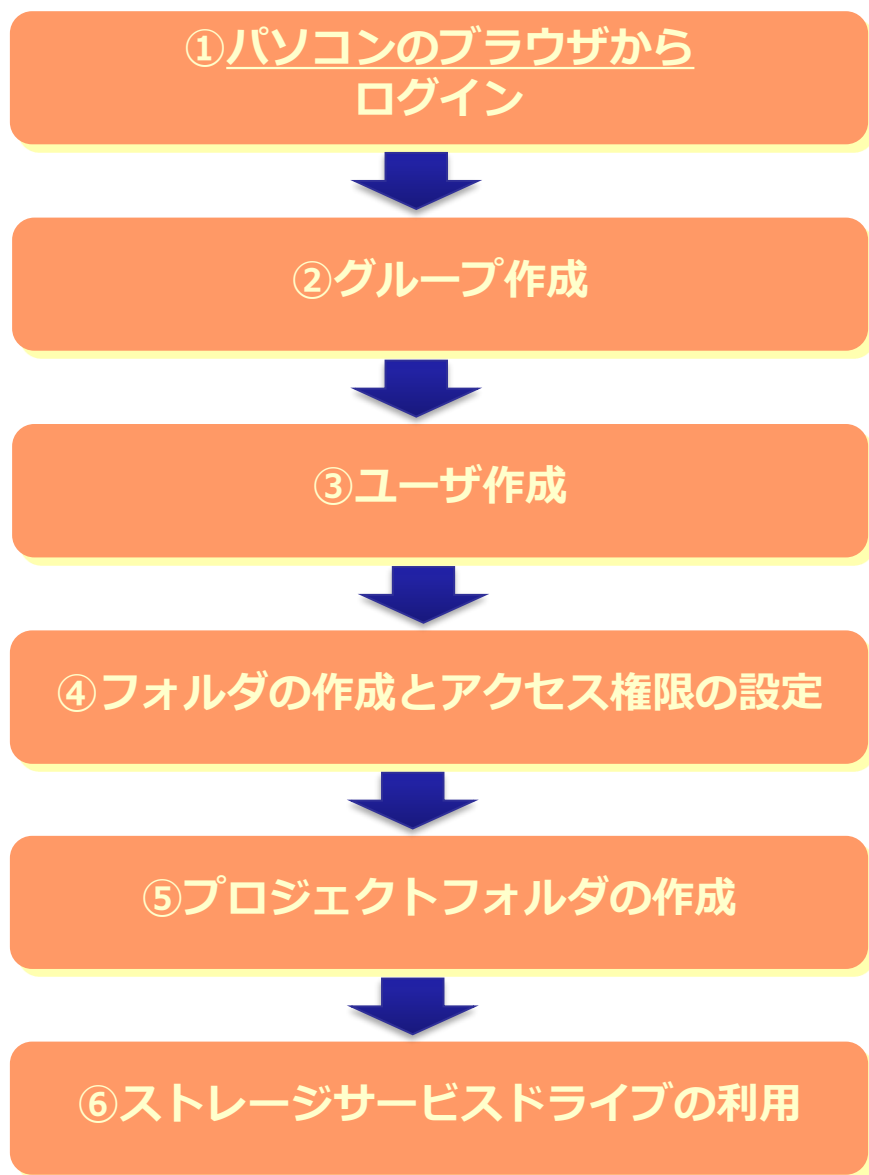 ①パソコンのブラウザから
ログイン
②グループ作成
③ユーザ作成
④フォルダの作成とアクセス権限の設定
⑤プロジェクトフォルダの作成
⑥ストレージサービスドライブの利用